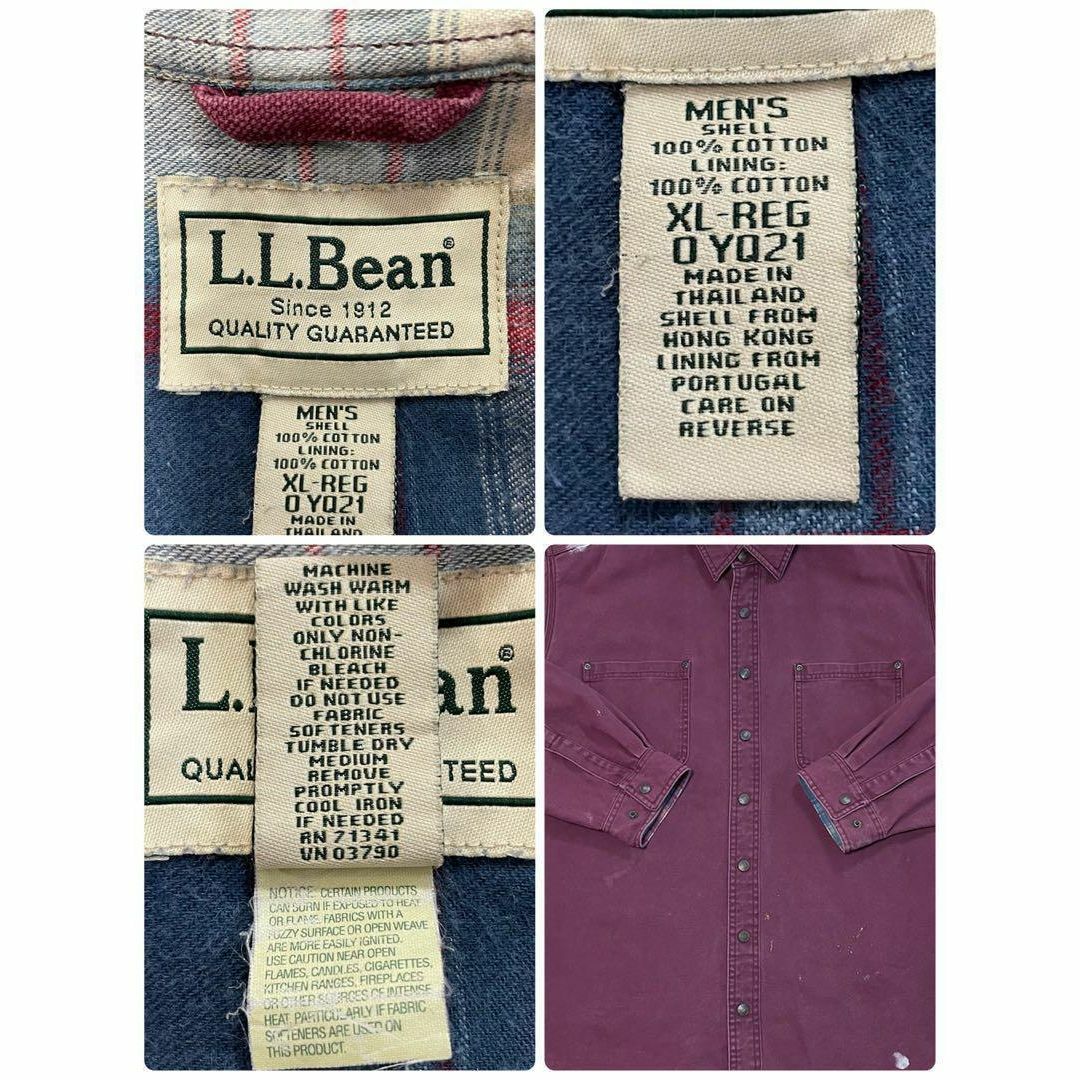 L.L.Bean®
Since 1912
QUALITY GUARANTEED
MEN'S
SHELL
100% COTTON
LINING:
100% COTTON
XL-REG
0 YQ21
MADE IN
THAILAND
MEN'S
SHELL
100% COTTON
LINING:
100% COTTON
XL-REG
0 YQ21
MADE IN
THAILAND
SHELL FROM
HONG KONG
LINING FROM
PORTUGAL
CARE ON
REVERSE
L.L. an®
QUAL TEED
MACHINE
WASH WARM
WITH LIKE
COLORS
ONLY NON-
CHLORINE
BLEACH
IF NEEDED
DO NOT USE
FABRIC
SOFTENERS
TUMBLE DRY
MEDIUM
REMOVE
PROMPTLY
COOL IRON
IF NEEDED
RN 71341
VN 03790
NOTICE: CERTAIN PRODUCTS
CAN BURN IF EXPOSED TO HEAT
OR FLAME. FABRICS WITH A
FUZZY SURFACE OR OPEN WEAVE
ARE MORE EASILY IGNITED.
USE CAUTION NEAR OPEN
FLAMES, CANDLES, CIGARETTES,
KITCHEN RANGES, FIREPLACES
OR OTHER SOURCES OF INTENSE
HEAT PARTICULARLY IF FABRIC
SOFTENERS ARE USED ON
THIS PRODUCT.